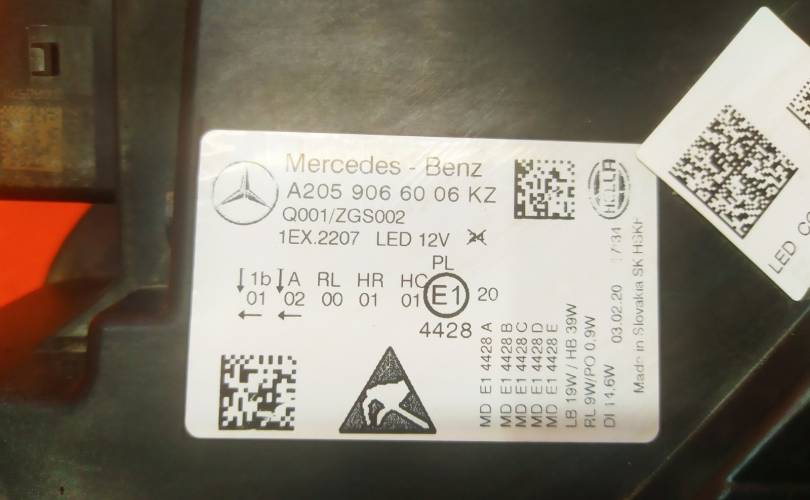 Mercedes - Benz
A205 906 60 06 KZ
Q001/ZGS002
1EX.2207 LED 12V 24
PL
1b A RL HR HC
01 02 00 01 01
E1 20
4428
HELLA
MD E1 4428 A
MD E1 4428 B
MD E1 4428 C
MD E1 4428 D
MD E1 4428 E
LB 19W / HB 39W
RL 9W/PO 0.9W
DI 14.6W 03.02.20
Made in Slovakia SK HSKF
LED